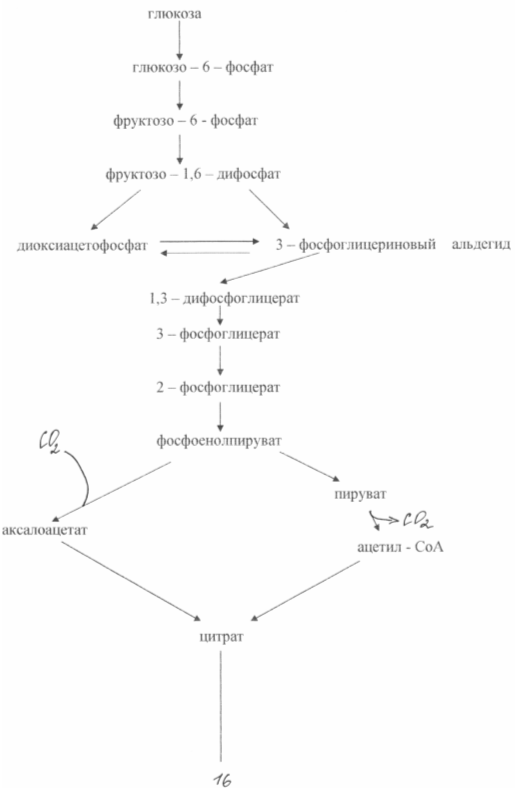 глюкоза
глюкозо – 6 – фосфат
фруктозо – 6 - фосфат
фруктозо – 1,6 – дифосфат
диоксиацетофосфат
3 – фосфоглицериновый альдегид
1,3 – дифосфоглицерат
3 – фосфоглицерат
2 – фосфоглицерат
фосфоенолпируват
CO2
пируват
CO2
аксалоацетат
ацетил - CoA
цитрат
16